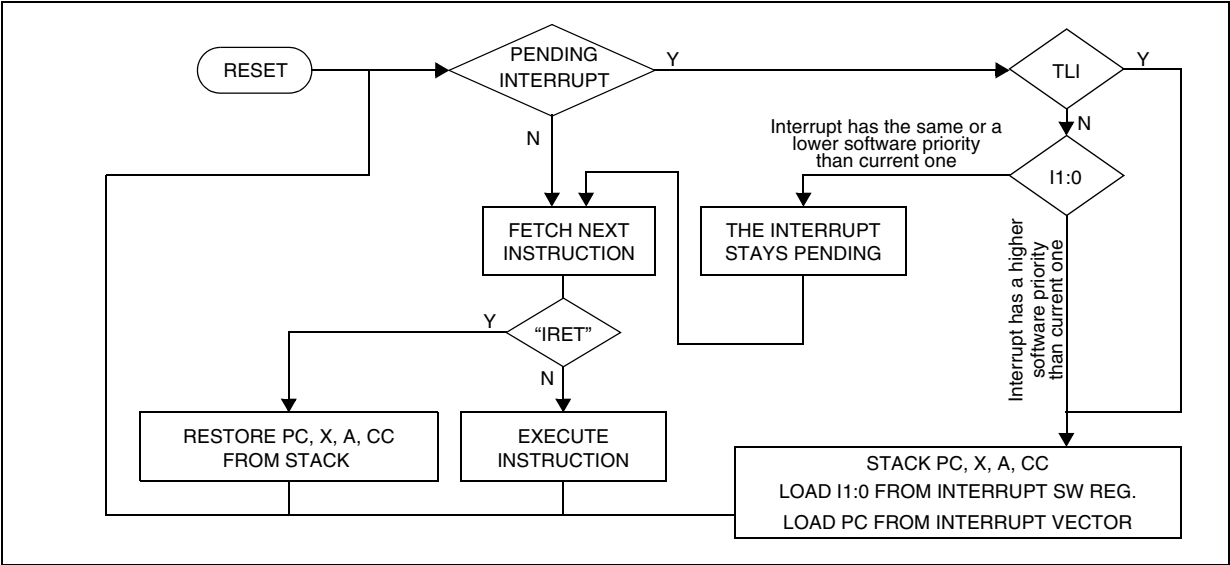 RESET
PENDING
INTERRUPT
Y
TLI
Y
N
N
Interrupt has the same or a
lower software priority
than current one
I1:0
FETCH NEXT
INSTRUCTION
THE INTERRUPT
STAYS PENDING
Interrupt has a higher
software priority
than current one
Y
“IRET”
N
RESTORE PC, X, A, CC
FROM STACK
EXECUTE
INSTRUCTION
STACK PC, X, A, CC
LOAD I1:0 FROM INTERRUPT SW REG.
LOAD PC FROM INTERRUPT VECTOR